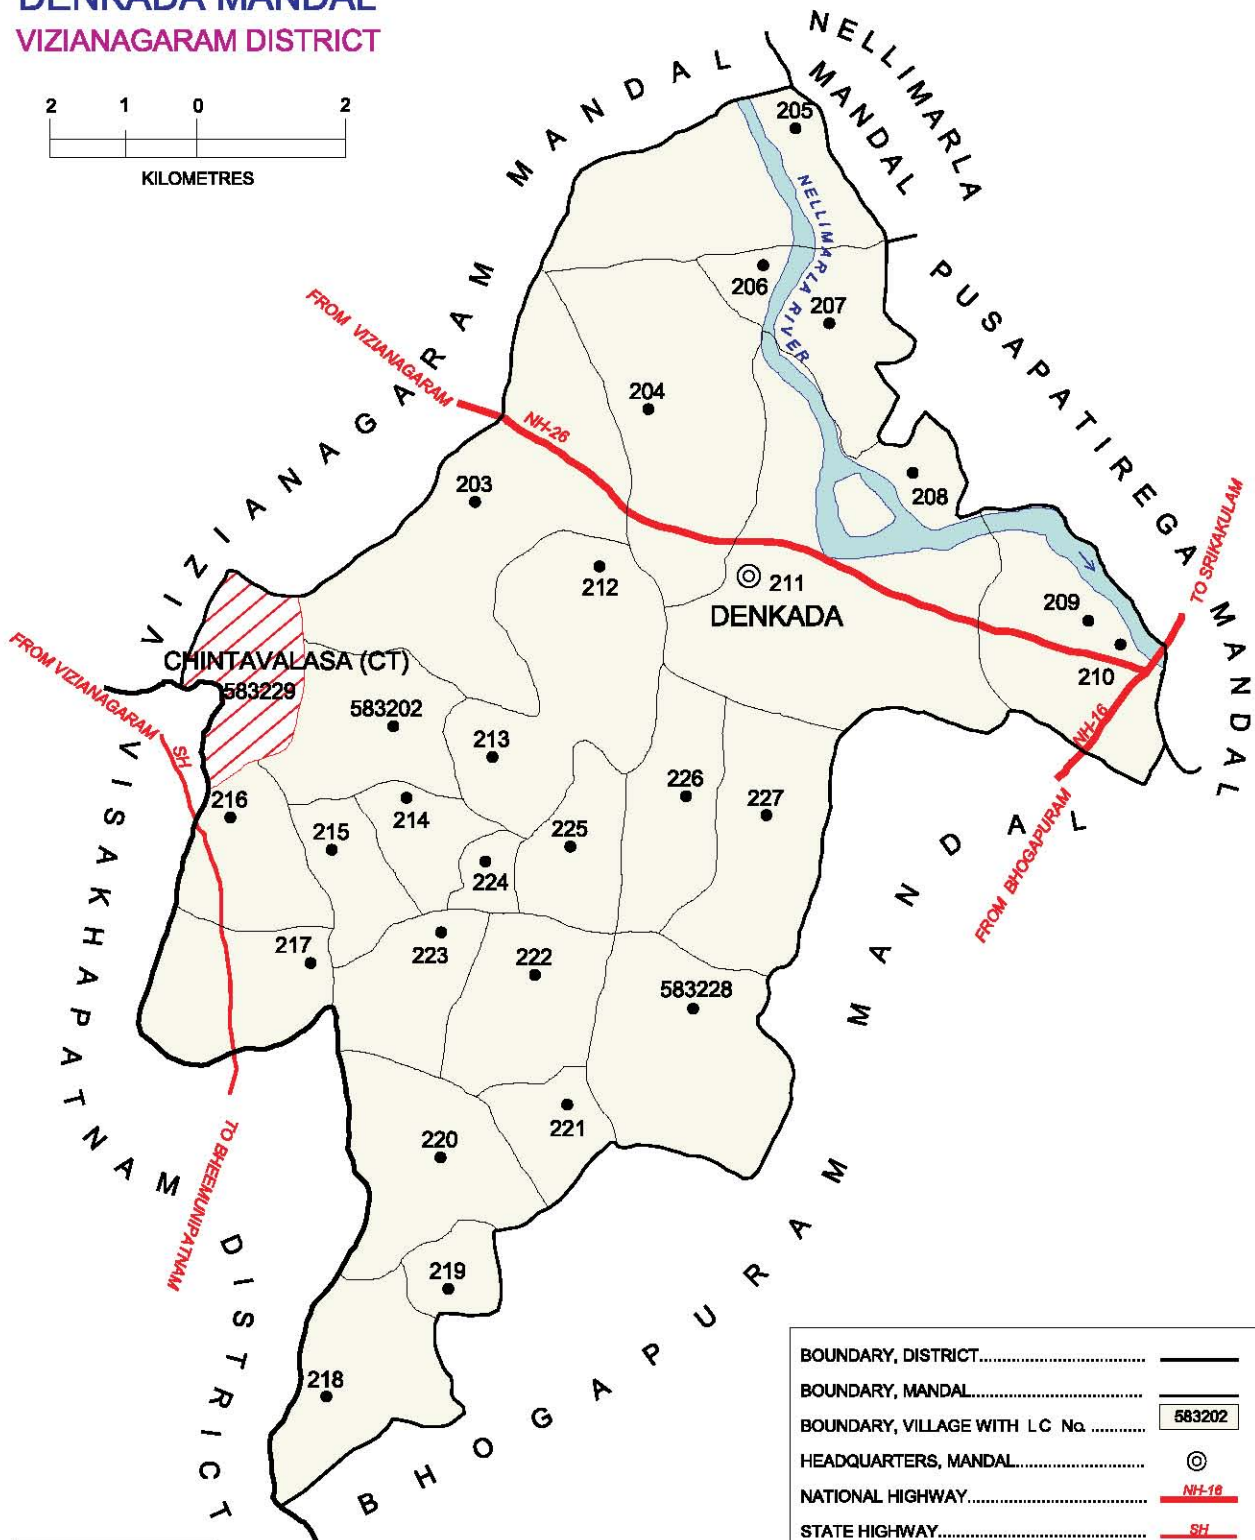 DENKADA MANDAL
VIZIANAGARAM DISTRICT
2 1 0 2
KILOMETRES
VIZIANAGARAM MANDAL
NELLIMARLA
MANDAL
PUSAPATIREGA MANDAL
BHOGAPURAM MANDAL
VISAKHAPATNAM DISTRICT
NELLIMARLA RIVER
FROM VIZIANAGARAM
NH-26
TO SRIKAKULAM
NH-16
FROM BHOGAPURAM
FROM VIZIANAGARAM
SH
TO BHEEMUNIPATNAM
205
206
207
204
203
208
212
211
DENKADA
209
210
CHINTAVALASA (CT)
583229
583202
213
226
227
216
215
214
225
224
217
223
222
583228
221
220
219
218
BOUNDARY, DISTRICT..............................
BOUNDARY, MANDAL..............................
BOUNDARY, VILLAGE WITH LC No. .......... 583202
HEADQUARTERS, MANDAL.......................
NATIONAL HIGHWAY............................... NH-16
STATE HIGHWAY.................................... SH